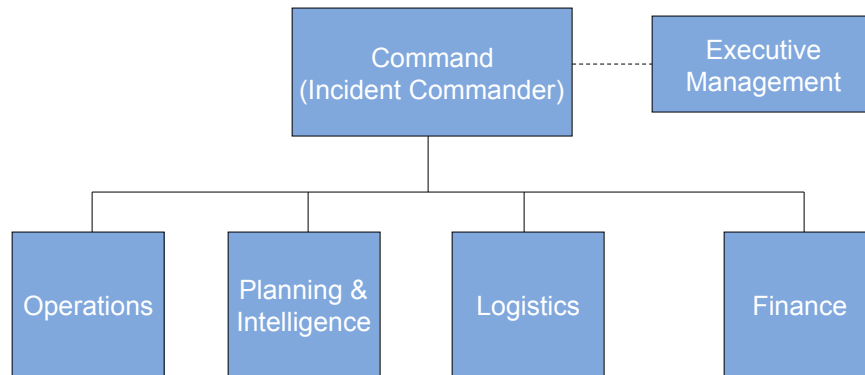 Command
(Incident Commander)
Executive
Management
Operations
Planning &
Intelligence
Logistics
Finance